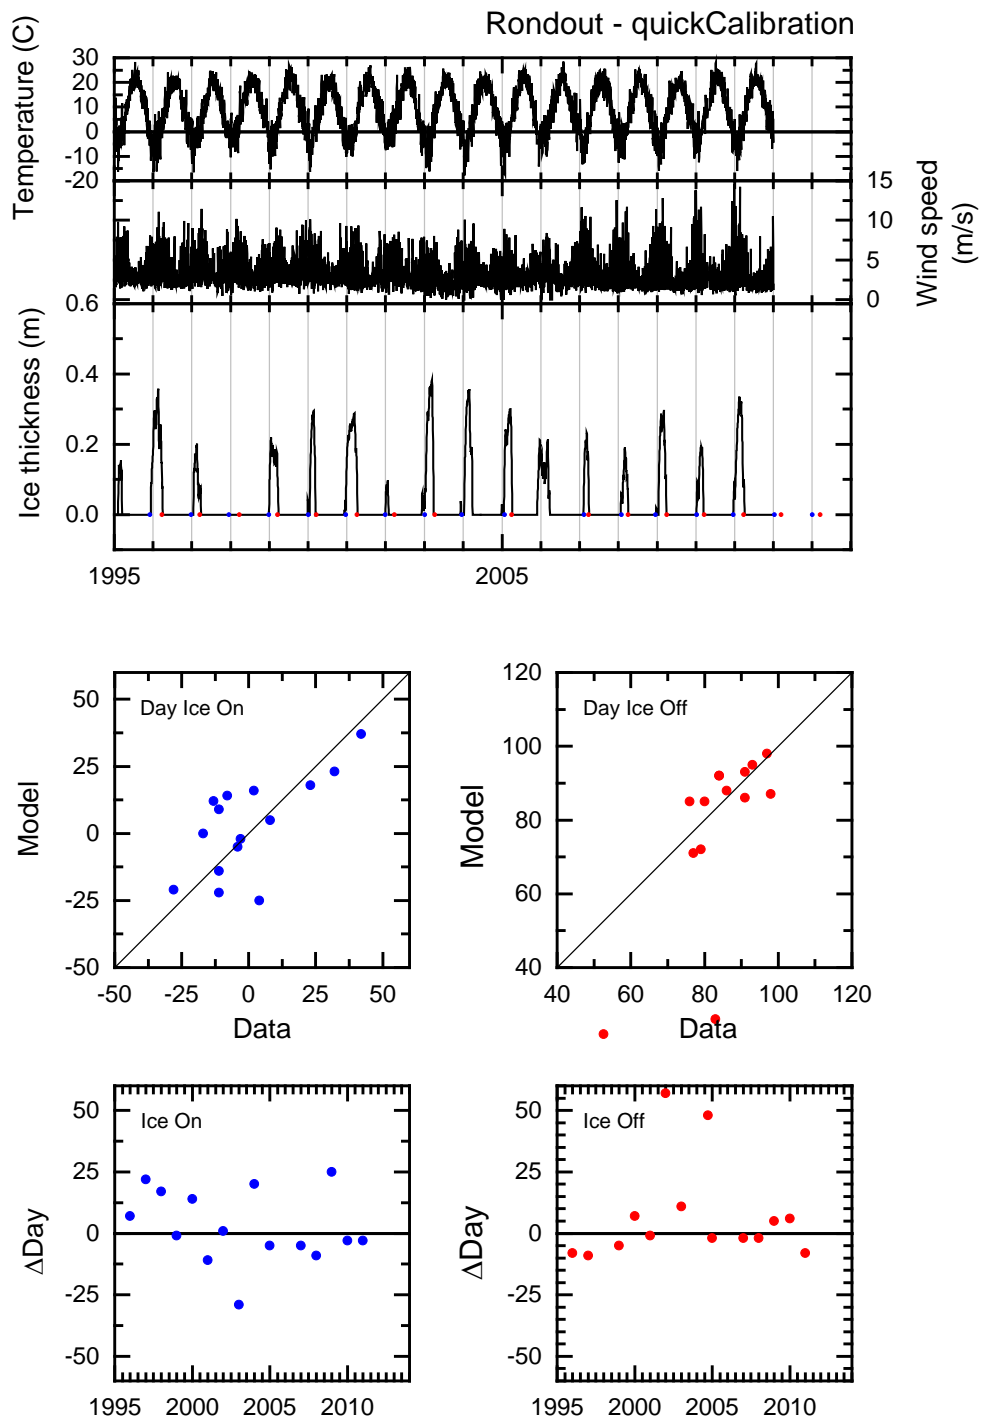 Rondout - quickCalibration
Temperature (C)
30
20
10
0
-10
-20
15
10
5
0
Wind speed
(m/s)
Ice thickness (m)
0.6
0.4
0.2
0.0
1995
2005
Day Ice On
Model
50
25
0
-25
-50
-50 -25 0 25 50
Data
Day Ice Off
Model
120
100
80
60
40
40 60 80 100 120
Data
Ice On
ΔDay
50
25
0
-25
-50
1995 2000 2005 2010
Ice Off
ΔDay
50
25
0
-25
-50
1995 2000 2005 2010